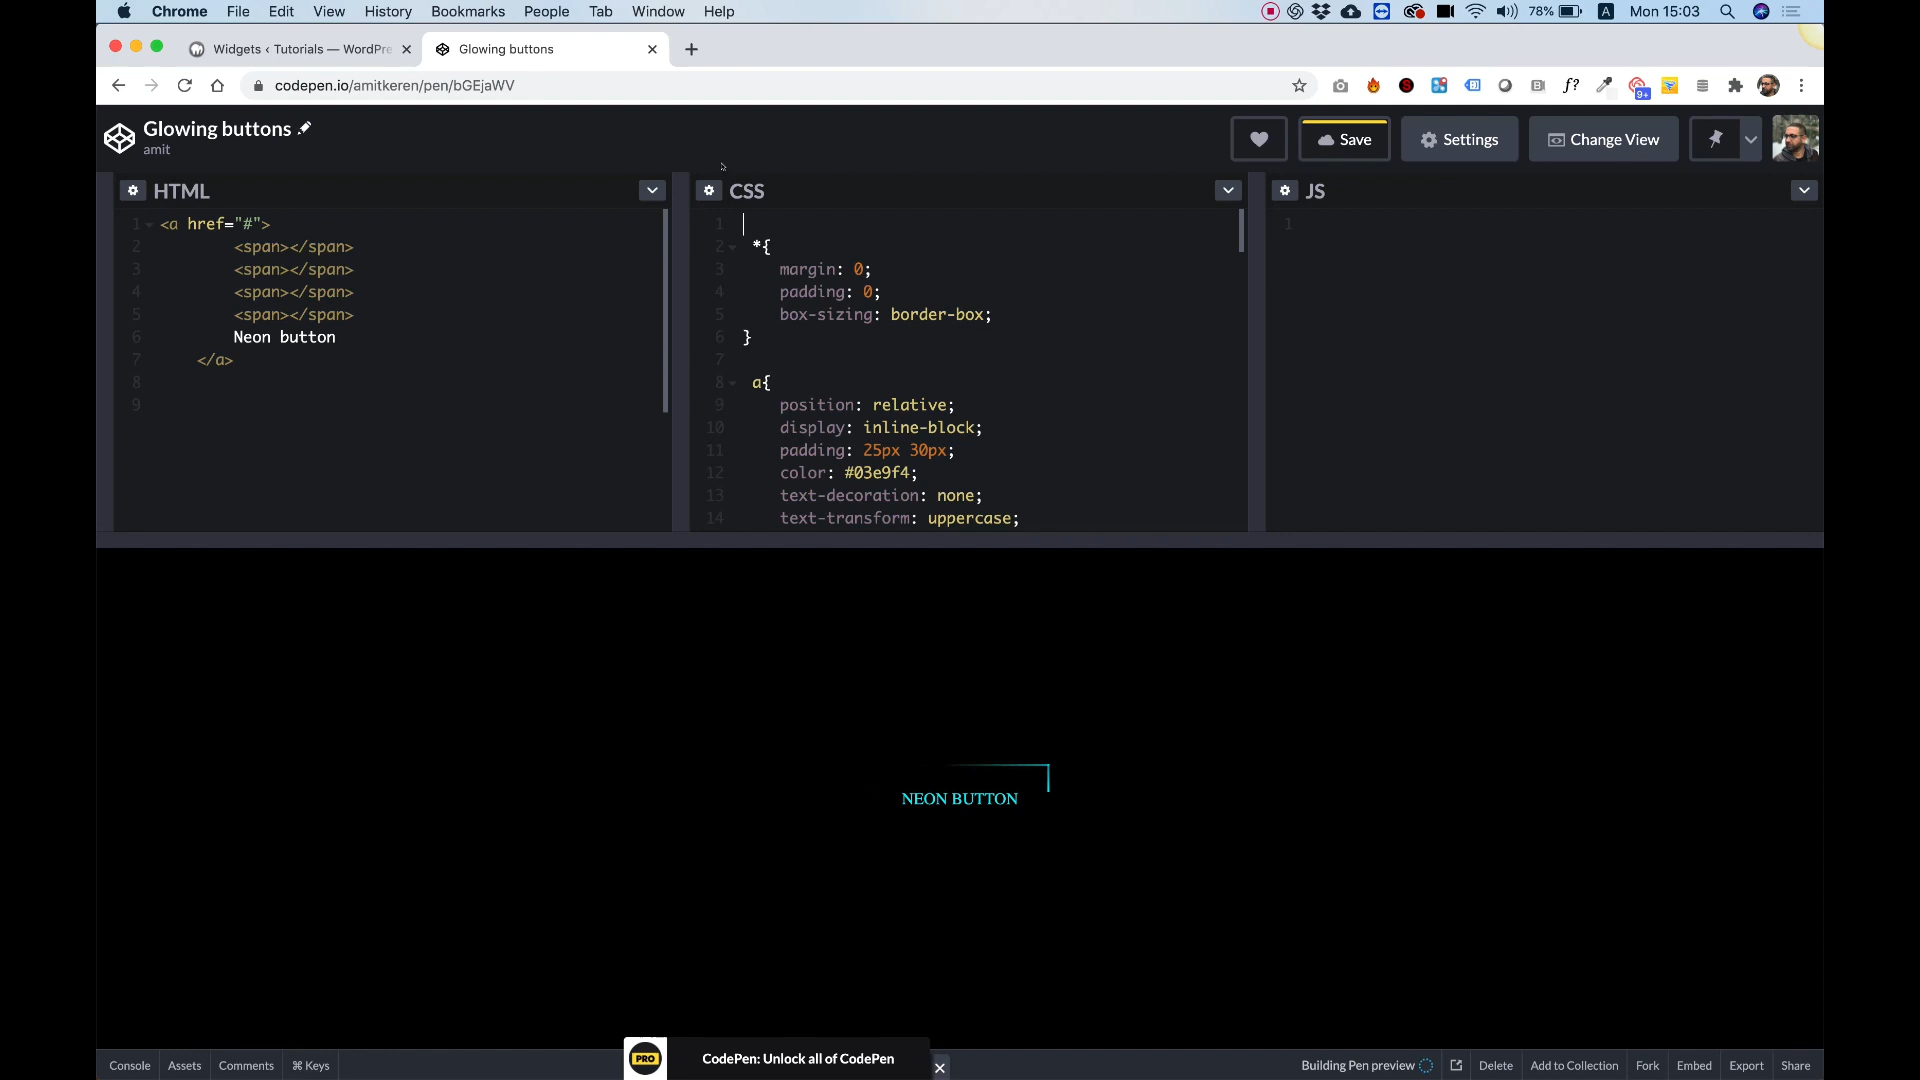 Chrome File Edit View History Bookmarks People Tab Window Help 78% A Mon 15:03
Widgets ‹ Tutorials — WordPre
Glowing buttons
codepen.io/amitkeren/pen/bGEjaWV
f?
9+
Glowing buttons
amit
Save
Settings
Change View
HTML
1 <a href="#">
2 <span></span>
3 <span></span>
4 <span></span>
5 <span></span>
6 Neon button
7 </a>
8
9
CSS
1
2 *{
3 margin: 0;
4 padding: 0;
5 box-sizing: border-box;
6 }
7
8 a{
9 position: relative;
10 display: inline-block;
11 padding: 25px 30px;
12 color: #03e9f4;
13 text-decoration: none;
14 text-transform: uppercase;
JS
1
NEON BUTTON
Console Assets Comments ⌘ Keys
PRO CodePen: Unlock all of CodePen
Building Pen preview Delete Add to Collection Fork Embed Export Share